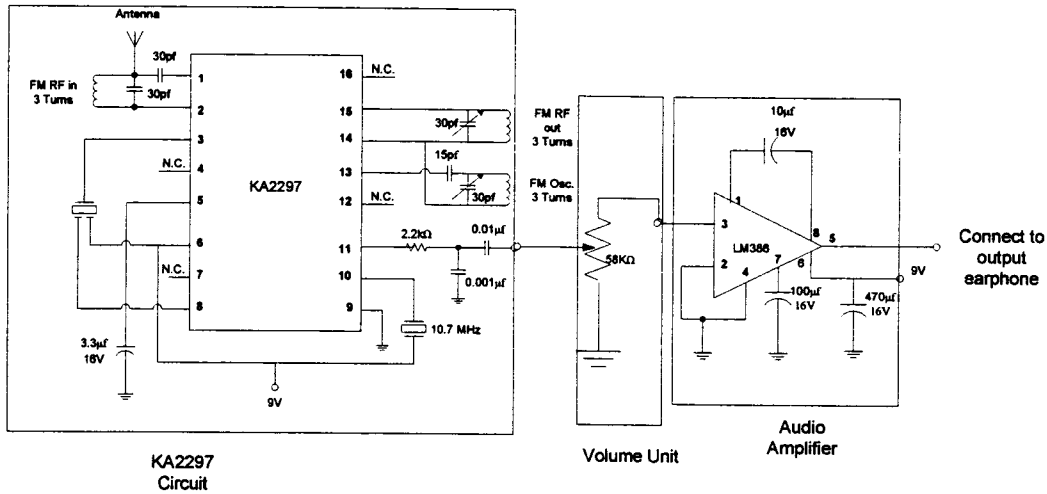 Antenna
30pf
FM RF in
3 Turns
30pf
1
2
3
N.C.
4
5
6
N.C.
7
8
KA2297
16
N.C.
15
14
13
12
N.C.
11
10
9
30pf
15pf
30pf
FM RF
out
3 Turns
FM Osc.
3 Turns
2.2kΩ
0.01μf
0.001μf
10.7 MHz
3.3μf
16V
9V
58KΩ
10μf
16V
1
8
3
LM386
5
2
4
7
6
100μf
16V
470μf
16V
9V
Connect to
output
earphone
Volume Unit
Audio
Amplifier
KA2297
Circuit